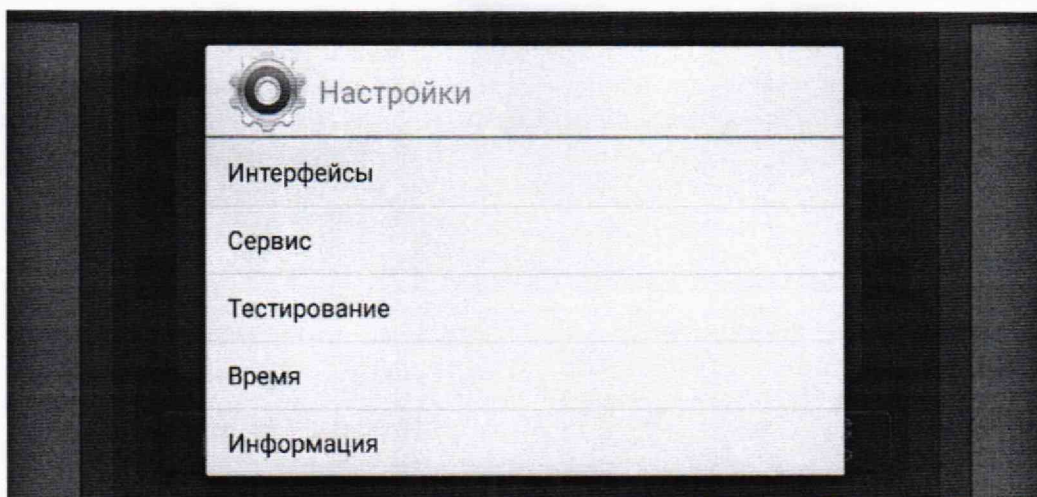 Настройки
Интерфейсы
Сервис
Тестирование
Время
Информация